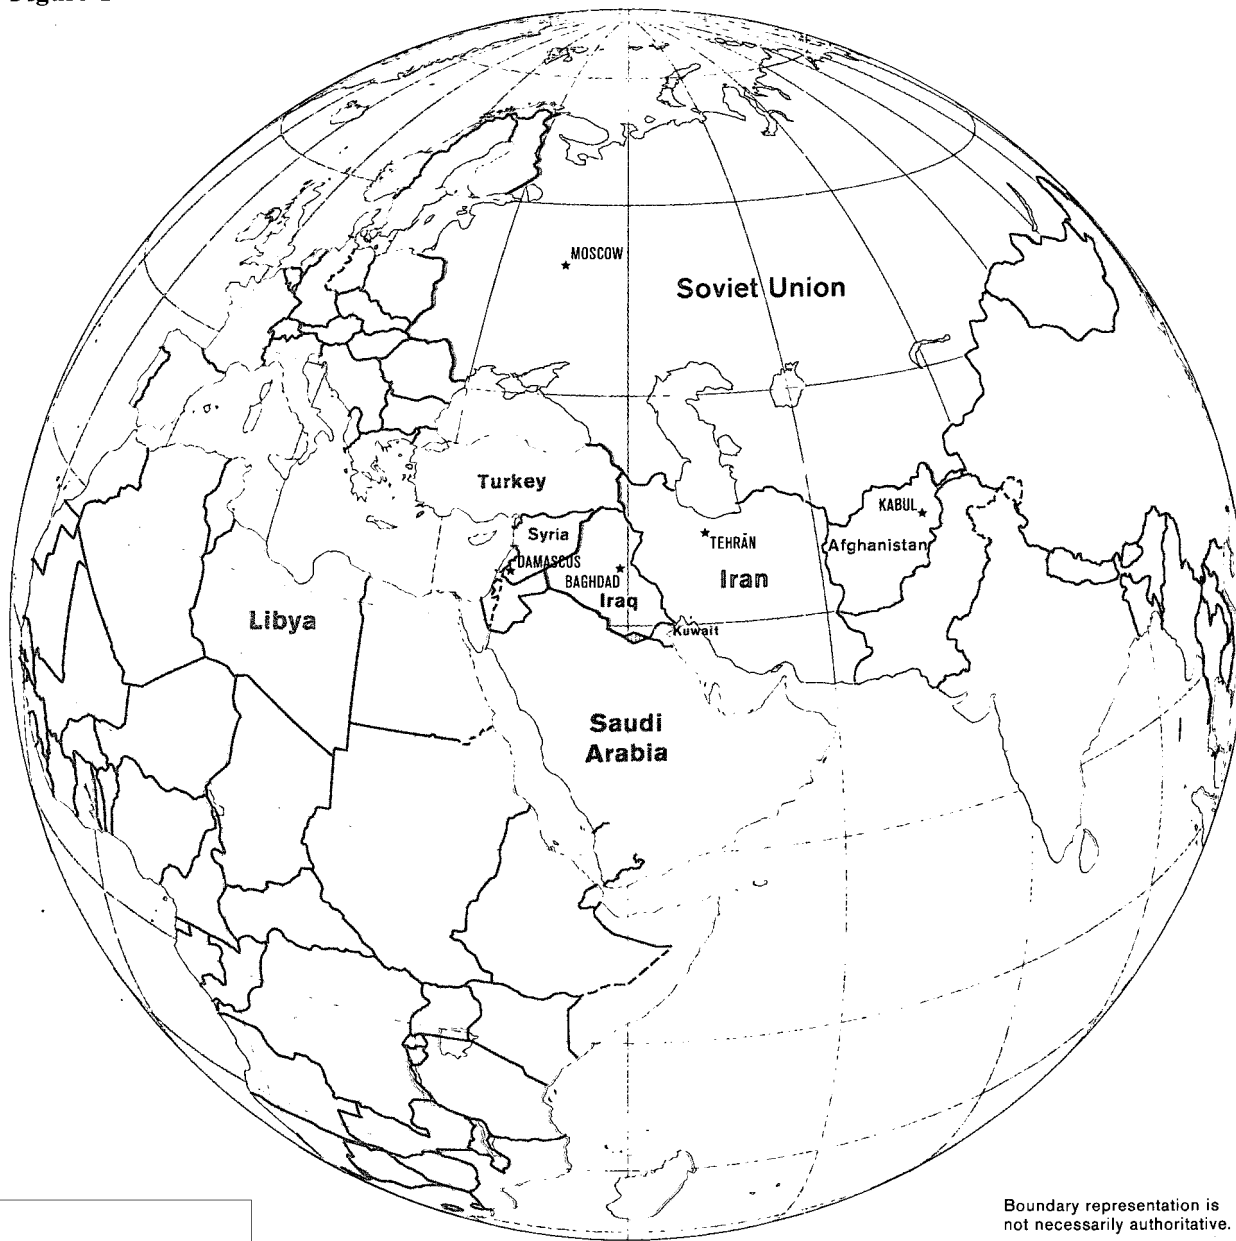 MOSCOW
Soviet Union
Turkey
KABUL
Syria
TEHRĀN
Afghanistan
DAMASCUS
BAGHDAD
Iran
Iraq
Libya
Kuwait
Saudi
Arabia
Boundary representation is
not necessarily authoritative.